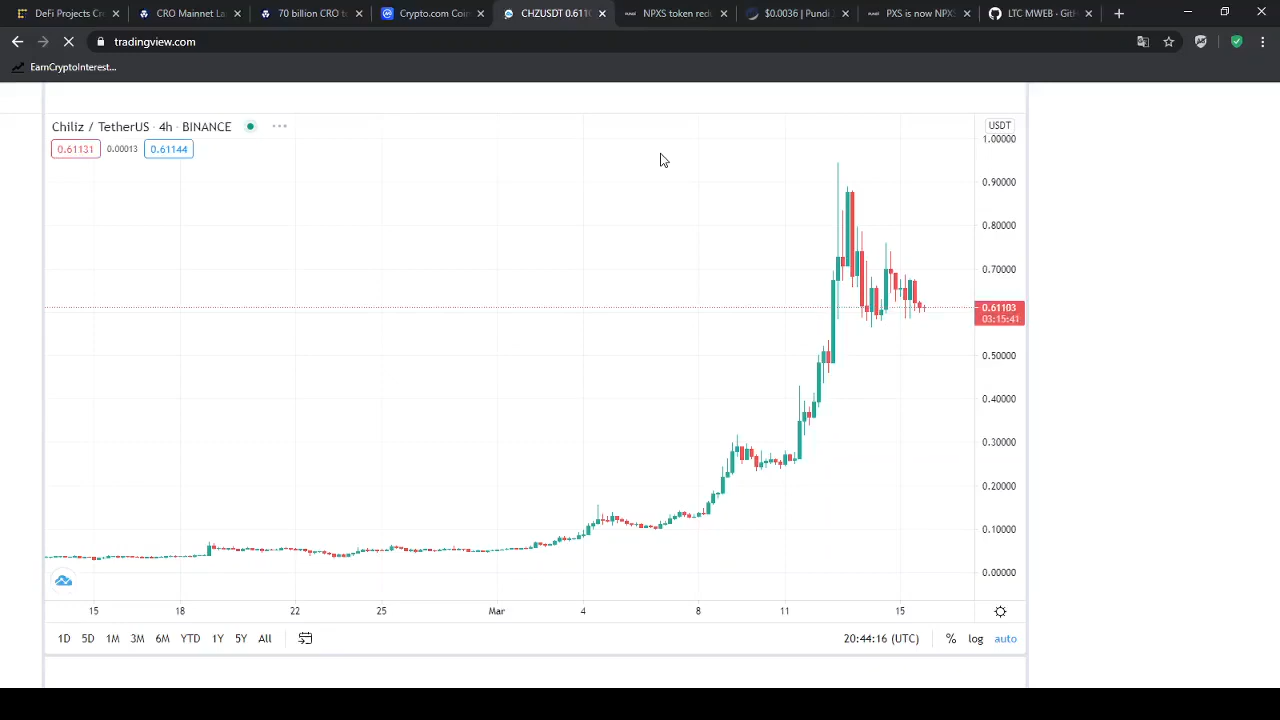 DeFi Projects Cr
CRO Mainnet La
70 billion CRO t
Crypto.com Coin
CHZUSDT 0.6110
NPXS token red
$0.0036 | Pundi
PXS is now NPXS
LTC MWEB - Gith
tradingview.com
EarnCryptoInterest...
Chiliz / TetherUS · 4h · BINANCE
0.61131 0.00013 0.61144
USDT
1.00000
0.90000
0.80000
0.70000
0.61103
03:15:41
0.50000
0.40000
0.30000
0.20000
0.10000
0.00000
15 18 22 25 Mar 4 8 11 15
1D 5D 1M 3M 6M YTD 1Y 5Y All 20:44:16 (UTC) % log auto